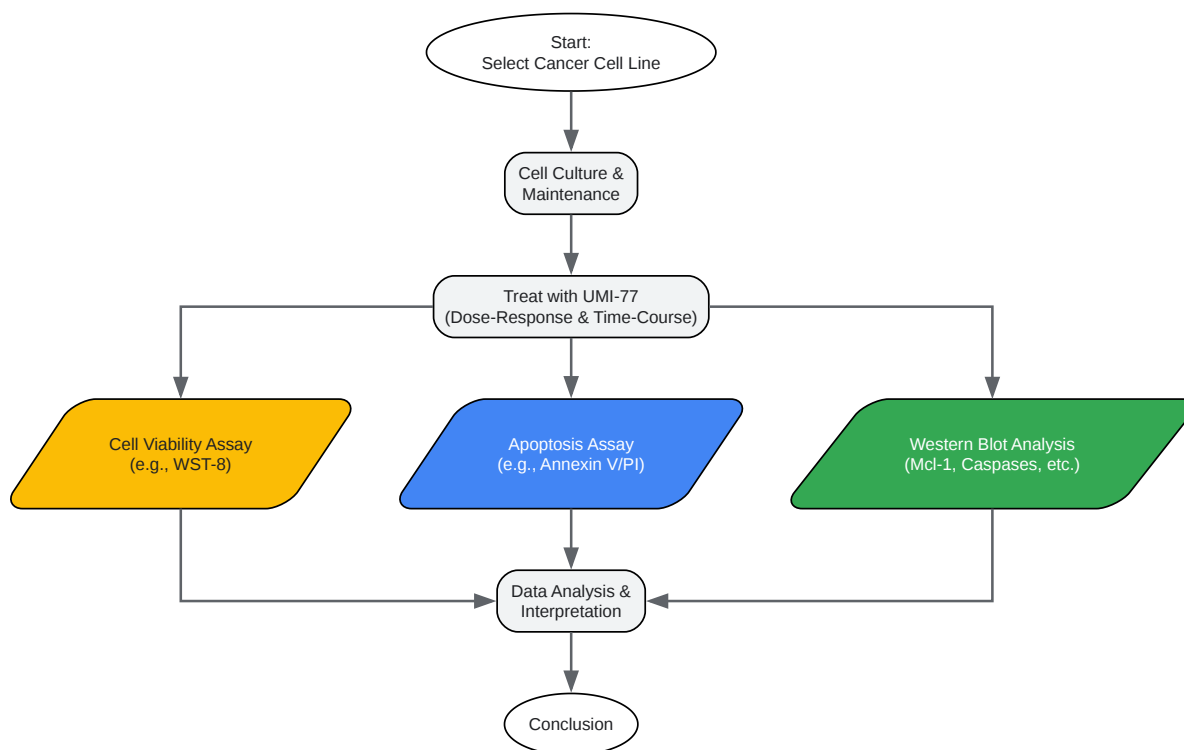 Start:
Select Cancer Cell Line
Cell Culture &
Maintenance
Treat with UMI-77
(Dose-Response & Time-Course)
Cell Viability Assay
(e.g., WST-8)
Apoptosis Assay
(e.g., Annexin V/PI)
Western Blot Analysis
(Mcl-1, Caspases, etc.)
Data Analysis &
Interpretation
Conclusion